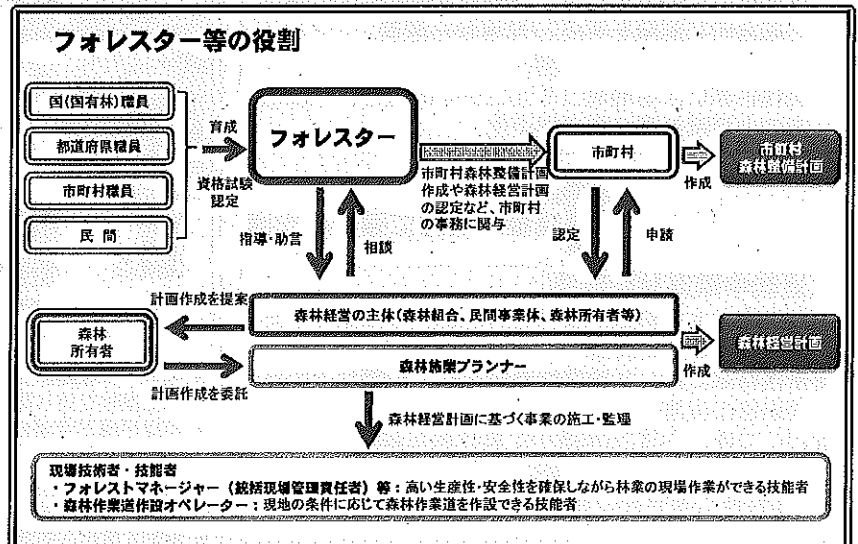 フォレスター等の役割
国(国有林)職員
都道府県職員
市町村職員
民間
育成
資格試験
認定
フォレスター
市町村森林整備計画
作成や森林経営計画
の認定など、市町村
の事務に関与
市町村
作成
市町村
森林整備計画
指導・助言
相談
認定
申請
計画作成を提案
森林
所有者
計画作成を委託
森林経営の主体(森林組合、民間事業体、森林所有者等)
森林施業プランナー
作成
森林経営計画
森林経営計画に基づく事業の施工・監理
現場技術者・技能者
・フォレストマネージャー(統括現場管理責任者)等:高い生産性・安全性を確保しながら林業の現場作業ができる技能者
・森林作業道作設オペレーター:現地の条件に応じて森林作業道を作設できる技能者